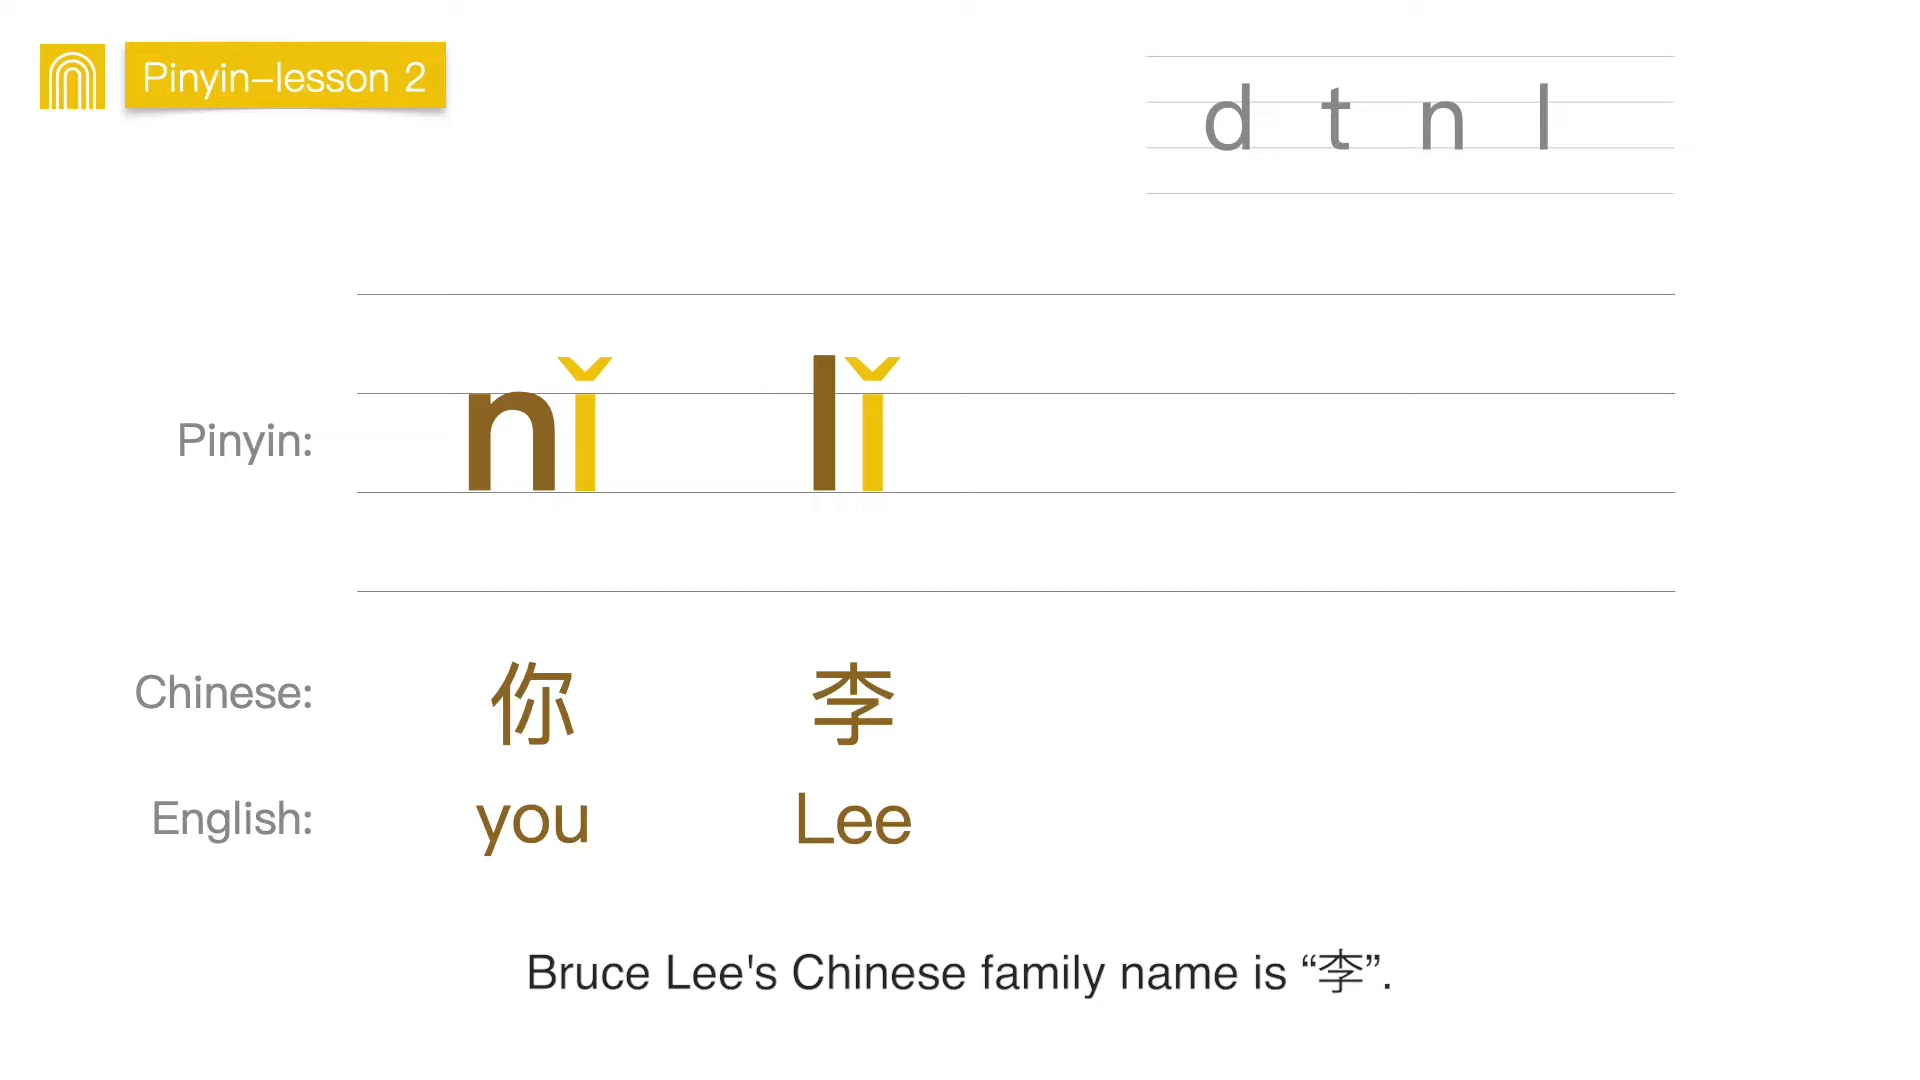 Pinyin–lesson 2
d t n l
Pinyin: nǐ lǐ
Chinese: 你 李
English: you Lee
Bruce Lee's Chinese family name is “李”.